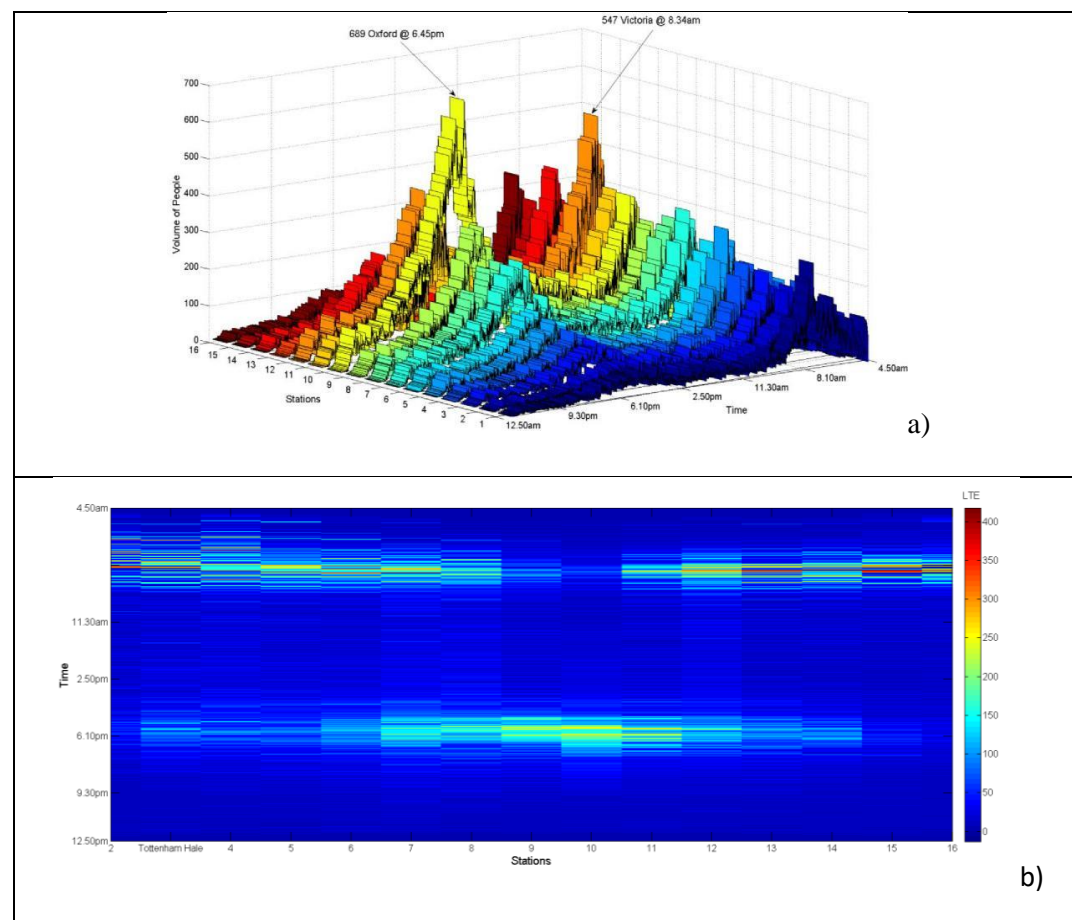 547 Victoria @ 8.34am
689 Oxford @ 6.45pm
700
600
500
400
300
200
100
0
Volume of People
16
15
14
13
12
11
10
9
8
7
6
5
4
3
2
1
Stations
12.50am
9.30pm
6.10pm
2.50pm
11.30am
8.10am
4.50am
Time
a)
LTE
4.50am
11.30am
2.50pm
6.10pm
9.30pm
12.50pm
Time
400
350
300
250
200
150
100
50
0
2 Tottenham Hale 4 5 6 7 8 9 10 11 12 13 14 15 16
Stations
b)